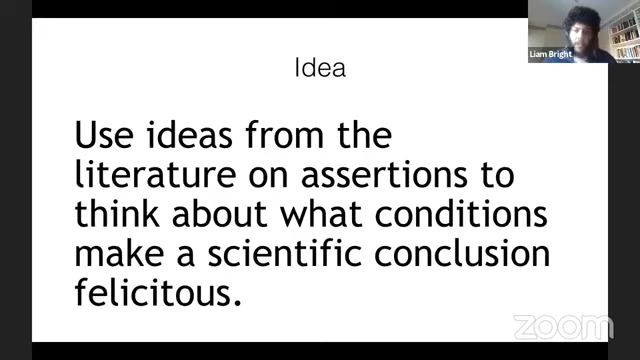 Liam Bright
Idea
Use ideas from the
literature on assertions to
think about what conditions
make a scientific conclusion
felicitous.
zoom